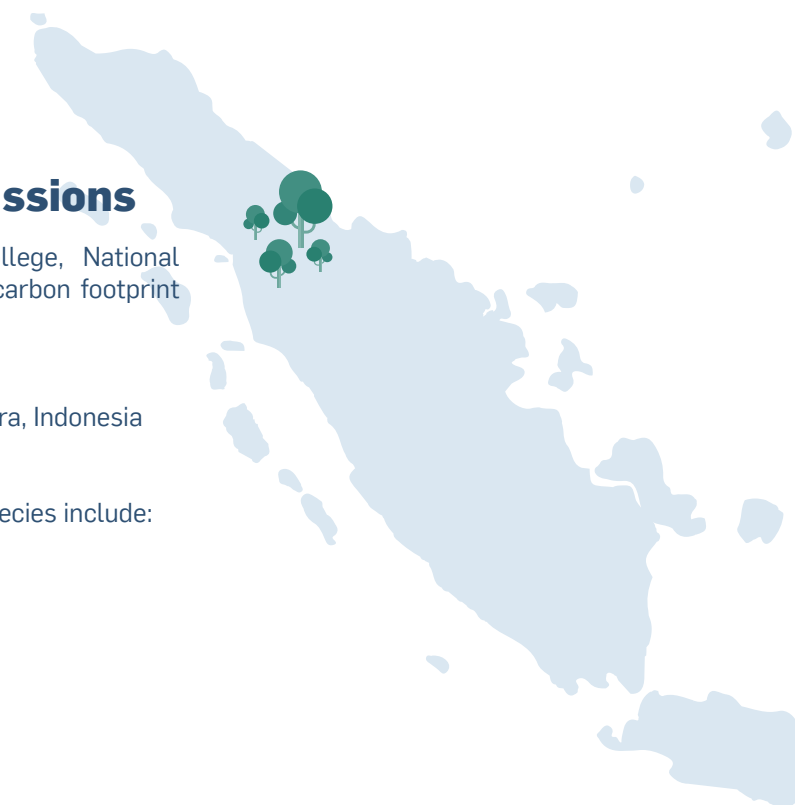 ssions
llege, National
carbon footprint
ra, Indonesia
ecies include: